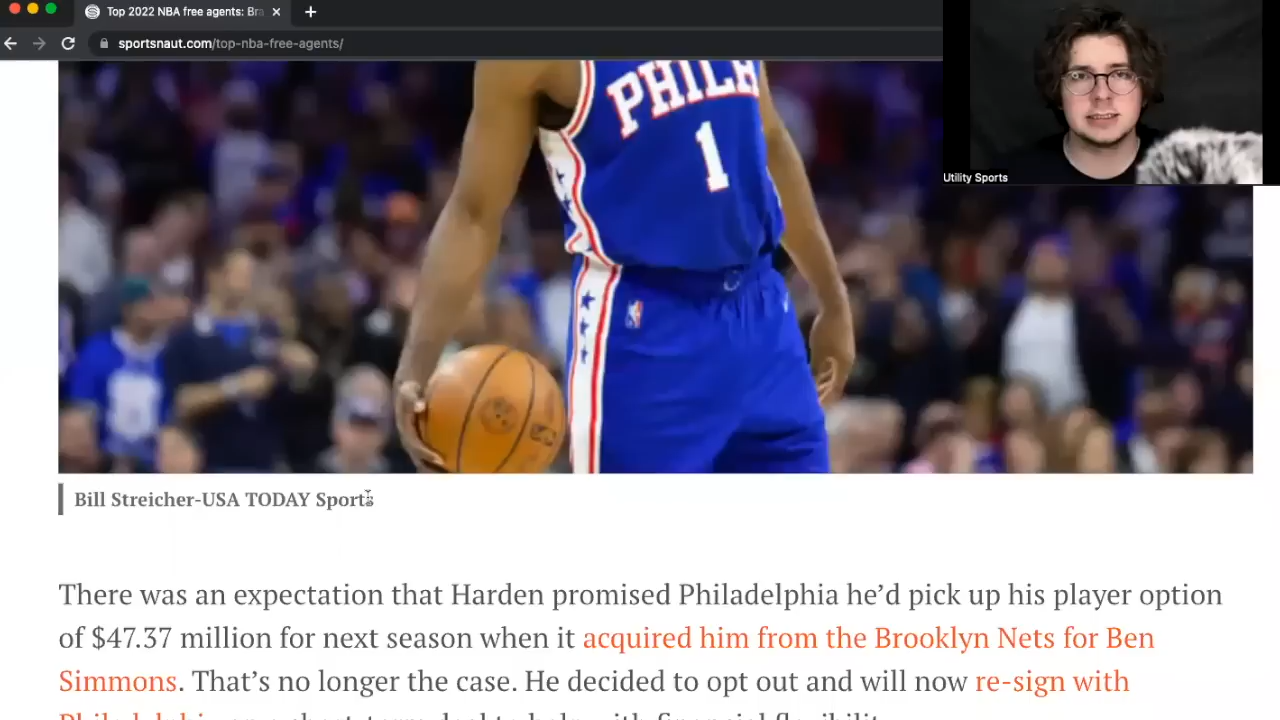 Top 2022 NBA free agents: Bra
sportsnaut.com/top-nba-free-agents/
Utility Sports
PHILA
1
Bill Streicher-USA TODAY Sports
There was an expectation that Harden promised Philadelphia he’d pick up his player option
of $47.37 million for next season when it acquired him from the Brooklyn Nets for Ben
Simmons. That’s no longer the case. He decided to opt out and will now re-sign with